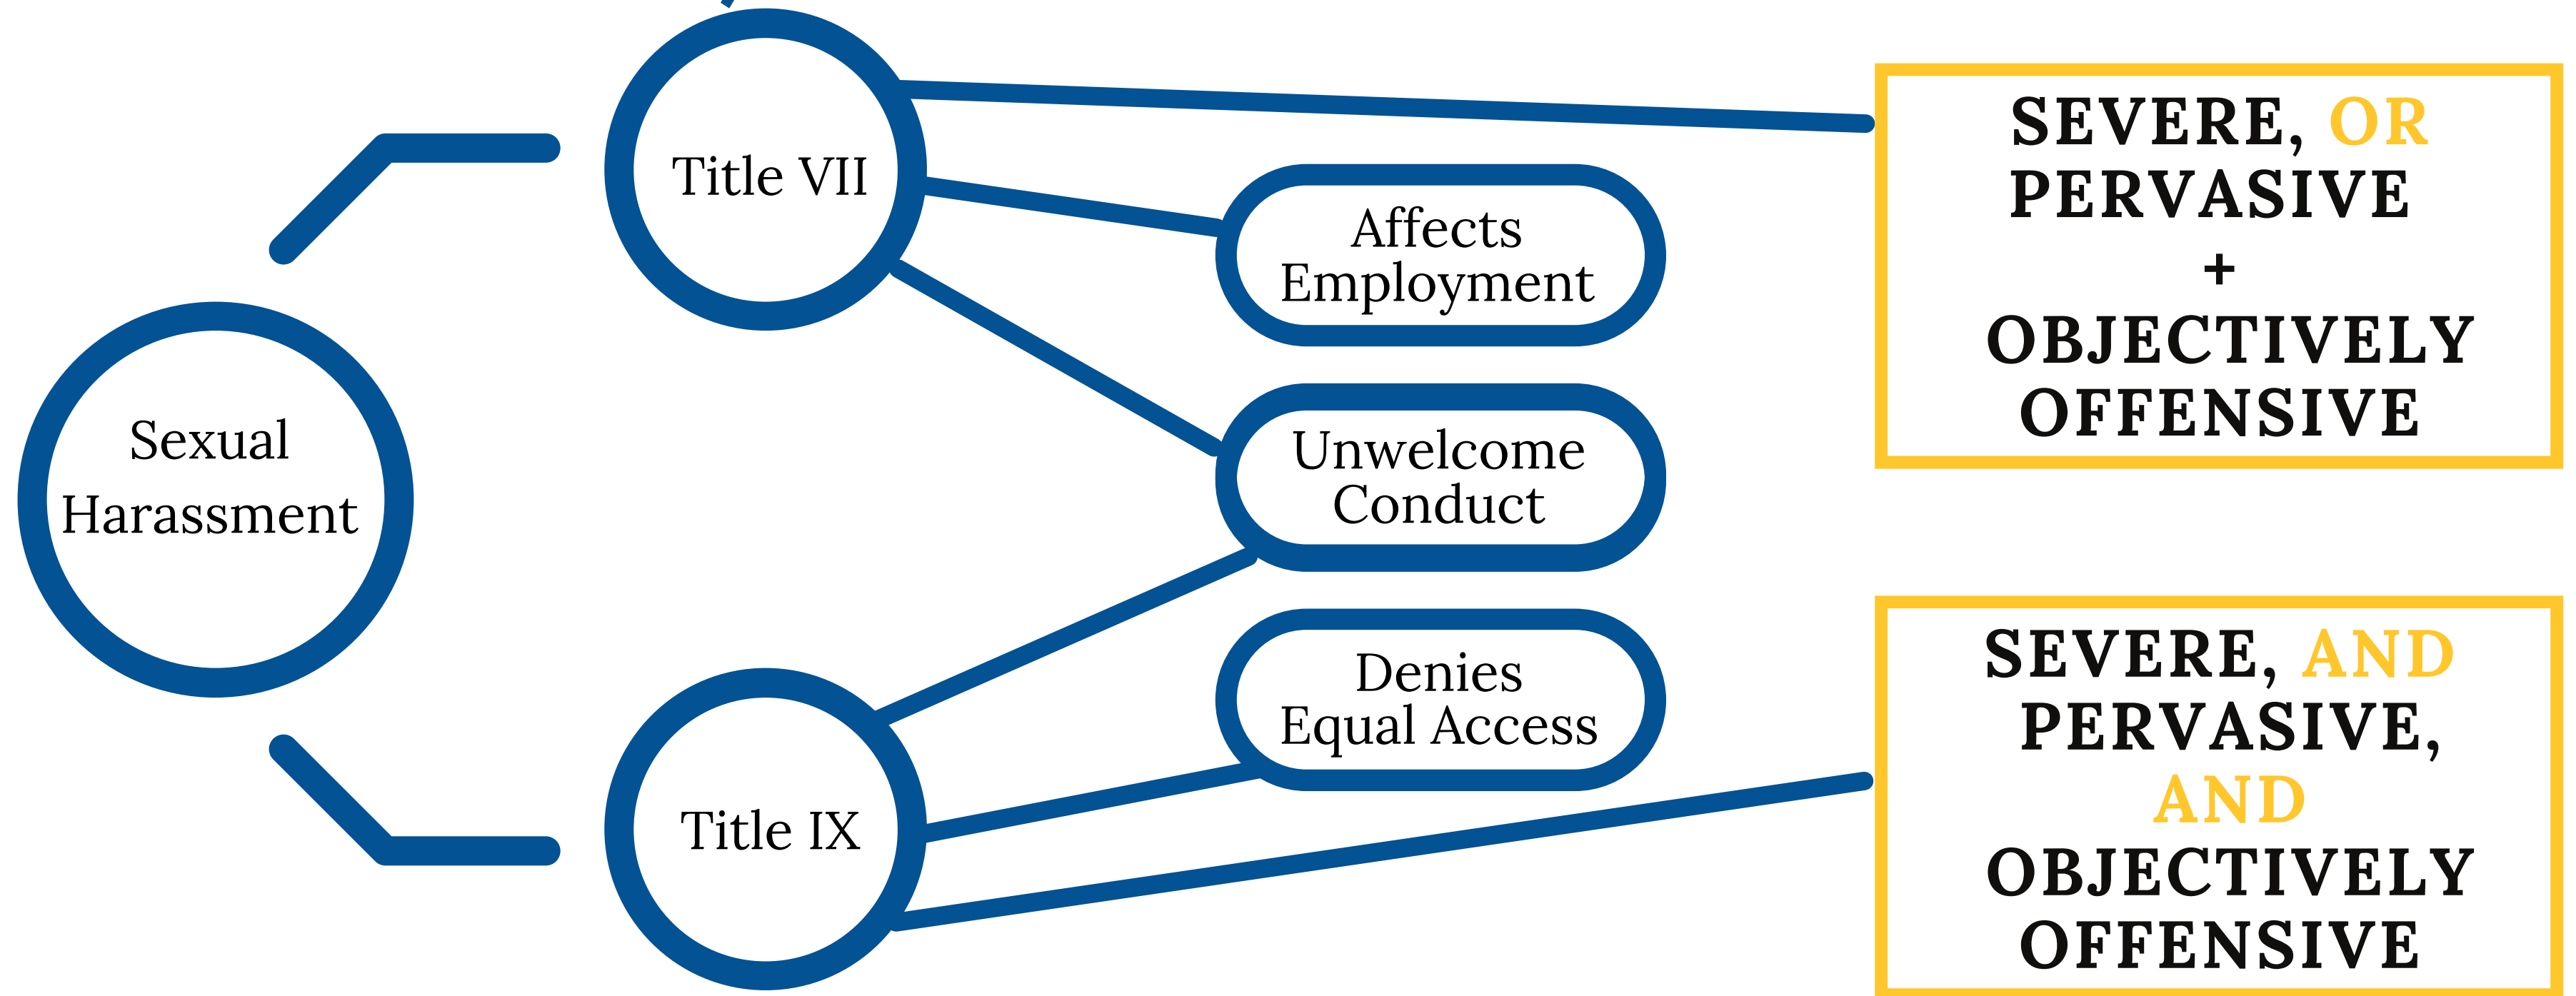 Sexual
Harassment
Title VII
Affects
Employment
Unwelcome
Conduct
Denies
Equal Access
Title IX
SEVERE, OR
PERVASIVE
+
OBJECTIVELY
OFFENSIVE
SEVERE, AND
PERVASIVE,
AND
OBJECTIVELY
OFFENSIVE